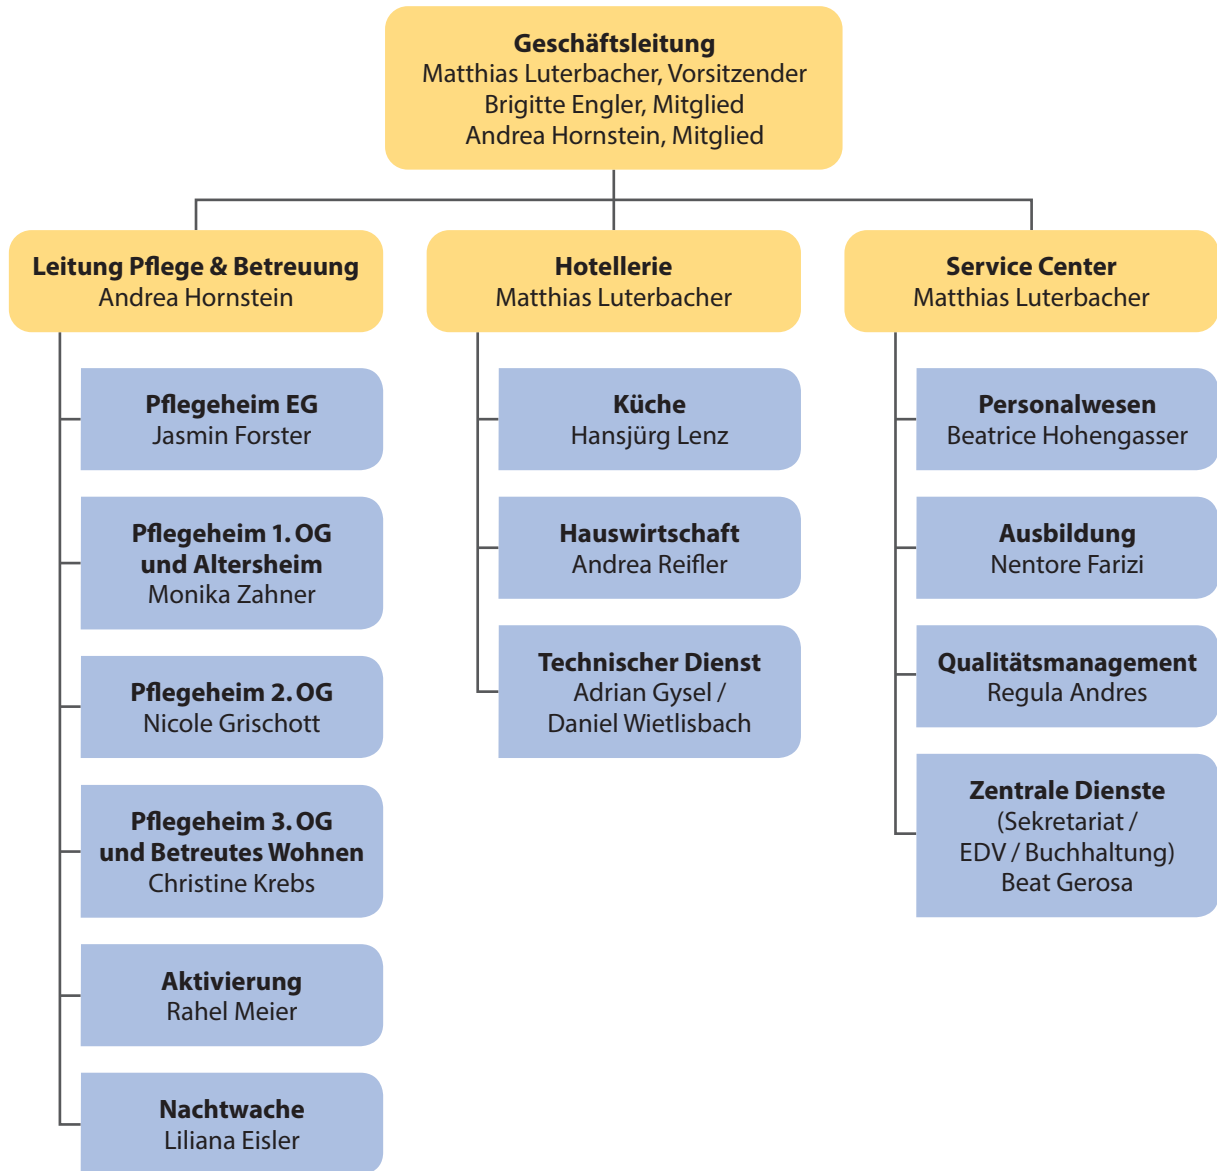 Geschäftsleitung
Matthias Luterbacher, Vorsitzender
Brigitte Engler, Mitglied
Andrea Hornstein, Mitglied
Leitung Pflege & Betreuung
Andrea Hornstein
Pflegeheim EG
Jasmin Forster
Pflegeheim 1. OG
und Altersheim
Monika Zahner
Pflegeheim 2. OG
Nicole Grischott
Pflegeheim 3. OG
und Betreutes Wohnen
Christine Krebs
Aktivierung
Rahel Meier
Nachtwache
Liliana Eisler
Hotellerie
Matthias Luterbacher
Küche
Hansjürg Lenz
Hauswirtschaft
Andrea Reifler
Technischer Dienst
Adrian Gysel /
Daniel Wietlisbach
Service Center
Matthias Luterbacher
Personalwesen
Beatrice Hohengasser
Ausbildung
Nentore Farizi
Qualitätsmanagement
Regula Andres
Zentrale Dienste
(Sekretariat /
EDV / Buchhaltung)
Beat Gerosa